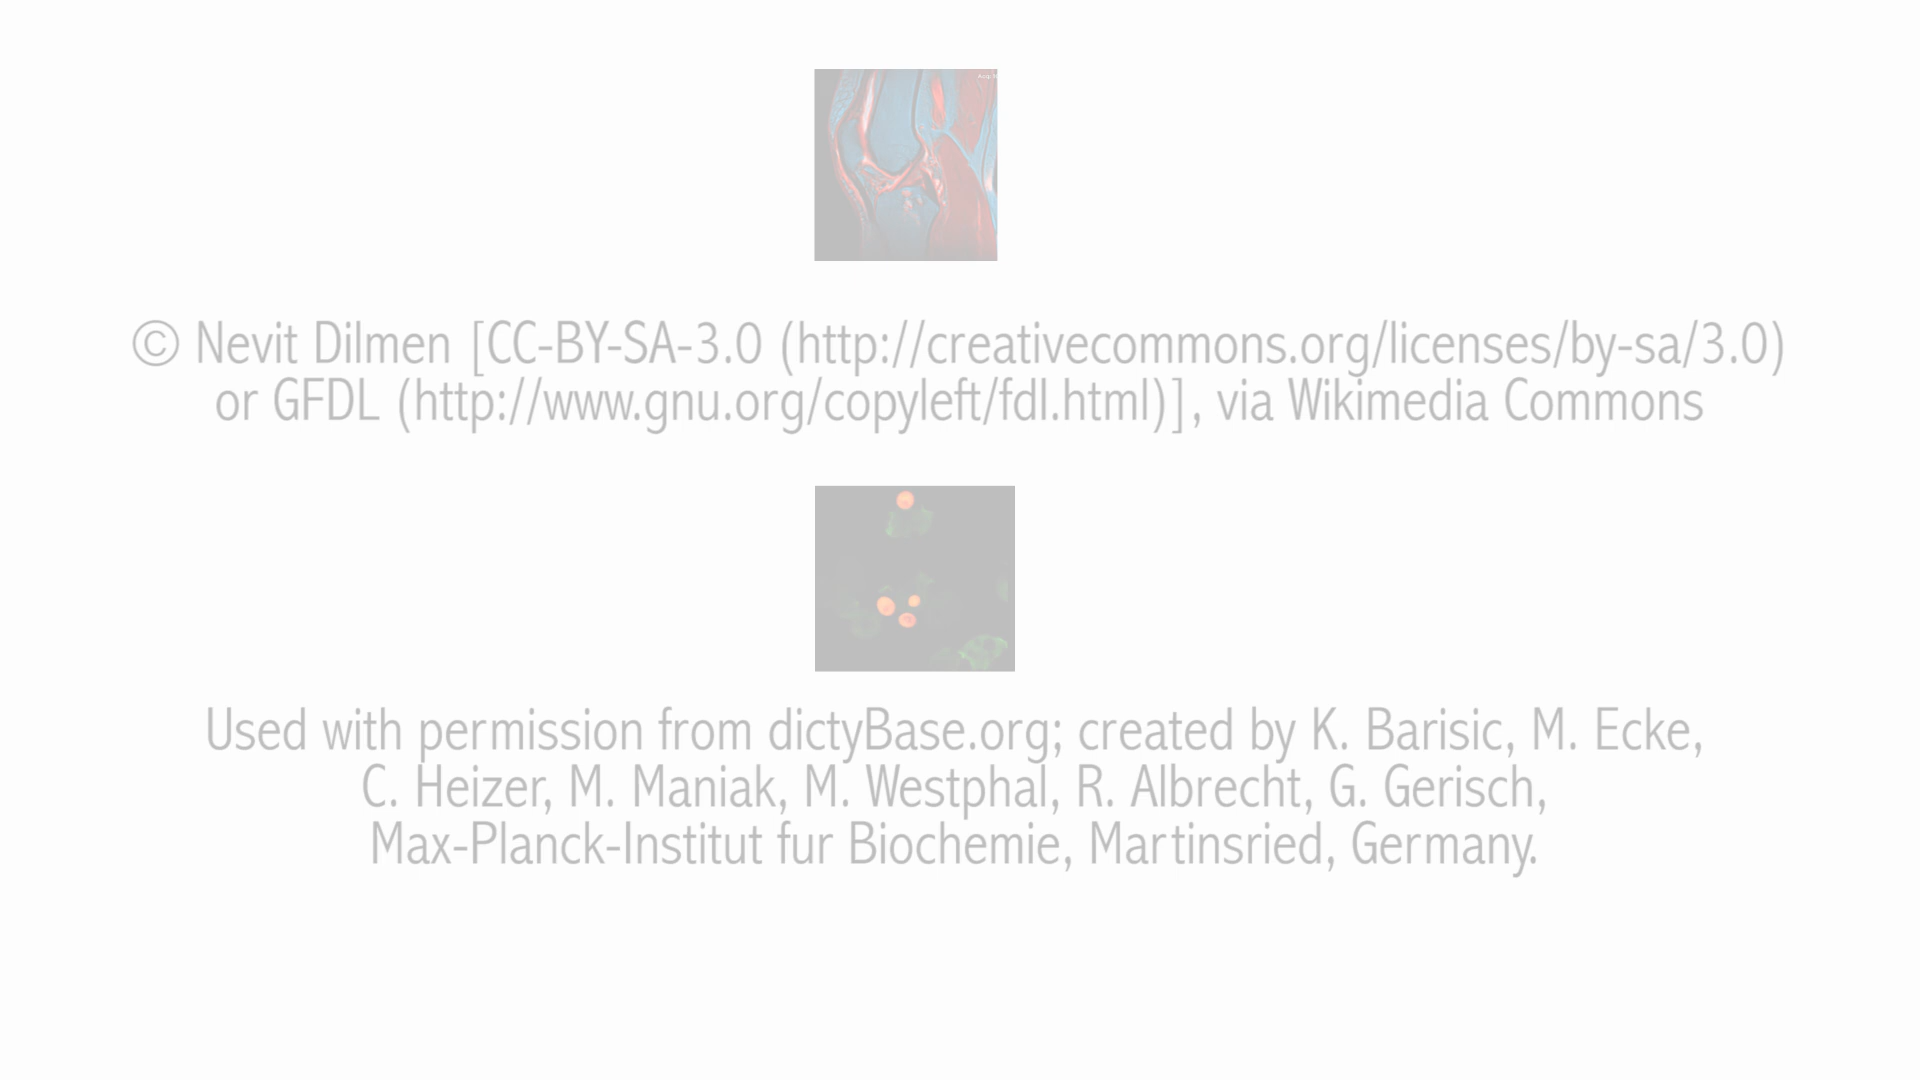 © Nevit Dilmen [CC-BY-SA-3.0 (http://creativecommons.org/licenses/by-sa/3.0)
or GFDL (http://www.gnu.org/copyleft/fdl.html)], via Wikimedia Commons
Used with permission from dictyBase.org; created by K. Barisic, M. Ecke,
C. Heizer, M. Maniak, M. Westphal, R. Albrecht, G. Gerisch,
Max-Planck-Institut fur Biochemie, Martinsried, Germany.